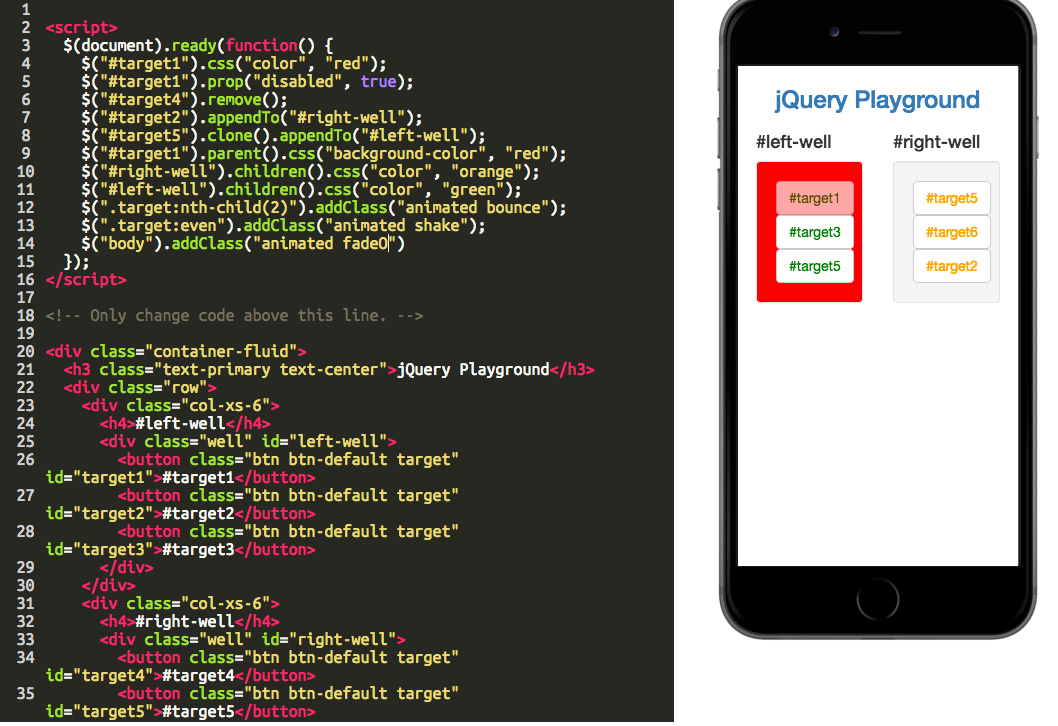 1
2 <script>
3 $(document).ready(function() {
4 $("#target1").css("color", "red");
5 $("#target1").prop("disabled", true);
6 $("#target4").remove();
7 $("#target2").appendTo("#right-well");
8 $("#target5").clone().appendTo("#left-well");
9 $("#target1").parent().css("background-color", "red");
10 $("#right-well").children().css("color", "orange");
11 $("#left-well").children().css("color", "green");
12 $(".target:nth-child(2)").addClass("animated bounce");
13 $(".target:even").addClass("animated shake");
14 $("body").addClass("animated fadeO")
15 });
16 </script>
17
18 <!-- Only change code above this line. -->
19
20 <div class="container-fluid">
21 <h3 class="text-primary text-center">jQuery Playground</h3>
22 <div class="row">
23 <div class="col-xs-6">
24 <h4>#left-well</h4>
25 <div class="well" id="left-well">
26 <button class="btn btn-default target"
id="target1">#target1</button>
27 <button class="btn btn-default target"
id="target2">#target2</button>
28 <button class="btn btn-default target"
id="target3">#target3</button>
29 </div>
30 </div>
31 <div class="col-xs-6">
32 <h4>#right-well</h4>
33 <div class="well" id="right-well">
34 <button class="btn btn-default target"
id="target4">#target4</button>
35 <button class="btn btn-default target"
id="target5">#target5</button>
jQuery Playground
#left-well
#target1
#target3
#target5
#right-well
#target5
#target6
#target2